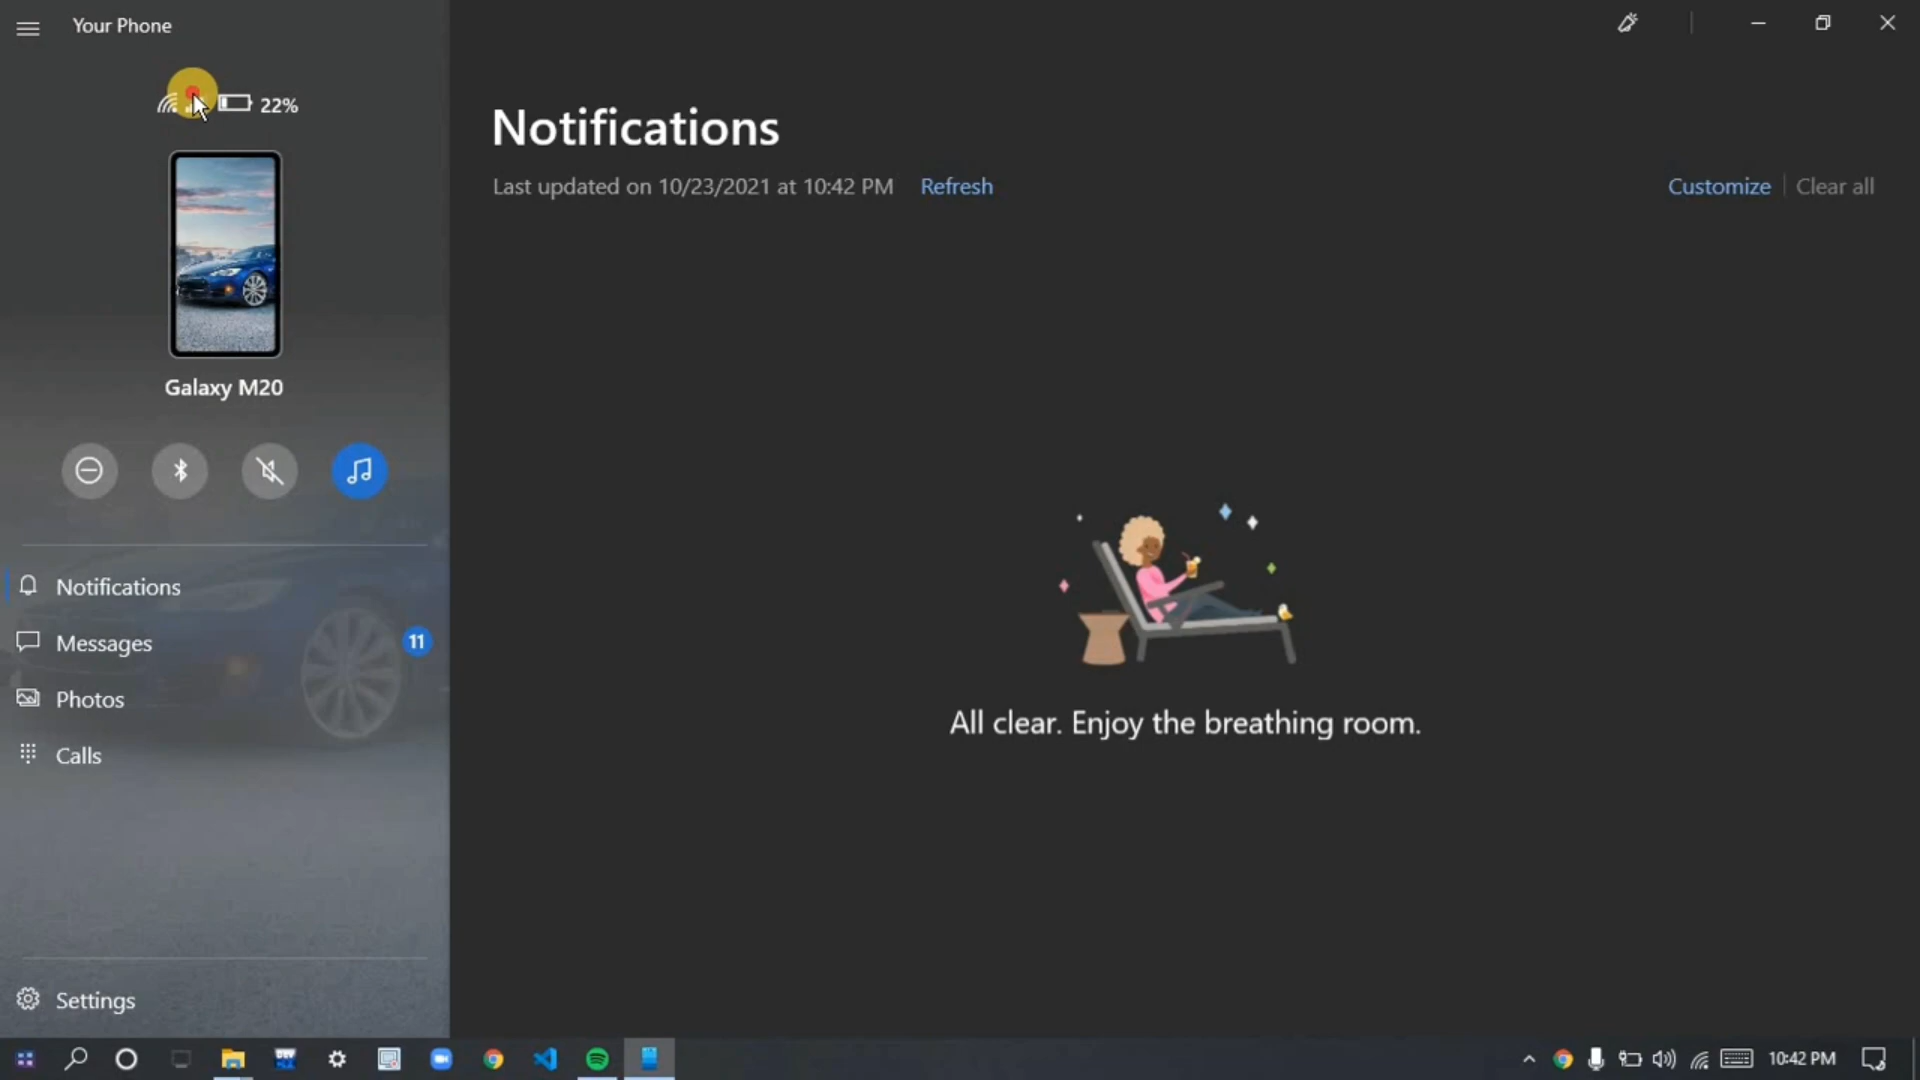 Your Phone
22%
Galaxy M20
Notifications
Messages
11
Photos
Calls
Settings
Notifications
Last updated on 10/23/2021 at 10:42 PM
Refresh
Customize
Clear all
All clear. Enjoy the breathing room.
10:42 PM